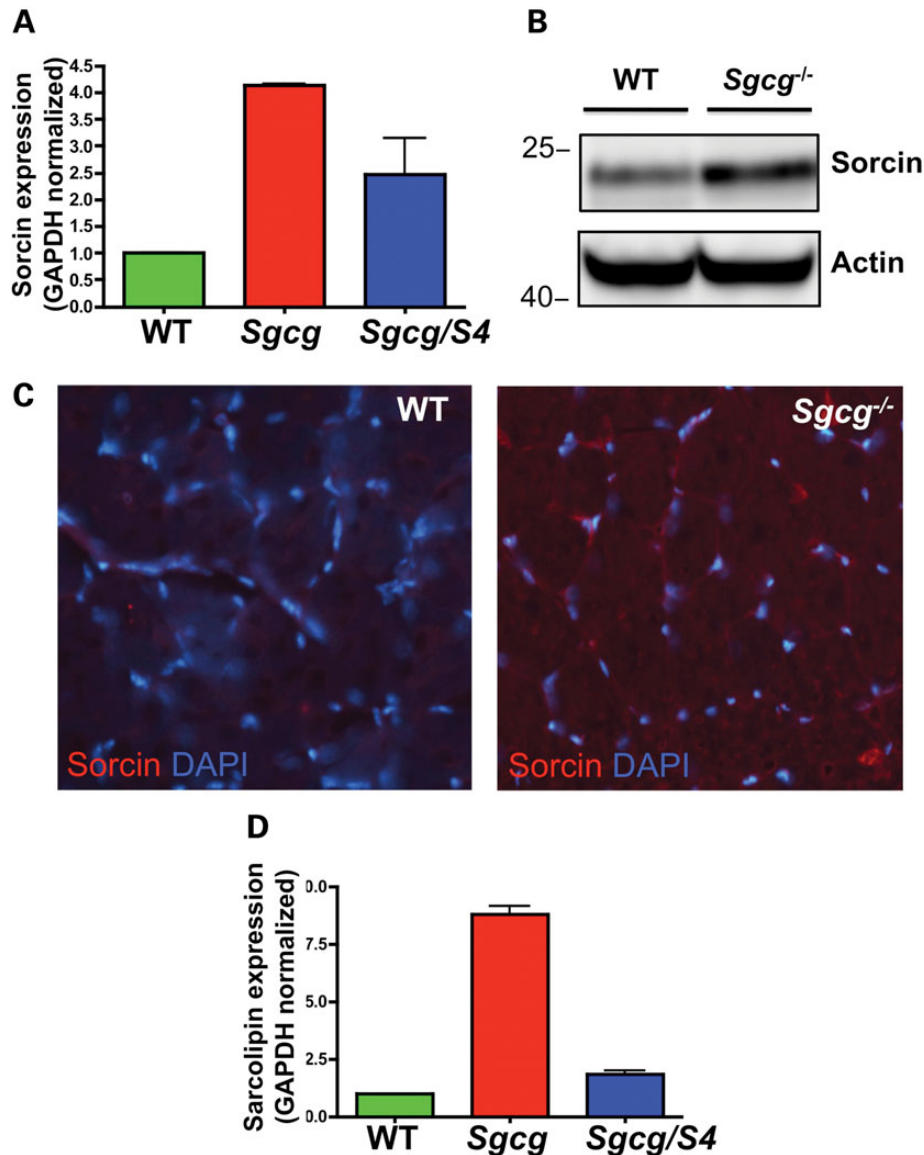 A
Sorcin expression
(GAPDH normalized)
4.5
4.0
3.5
3.0
2.5
2.0
1.5
1.0
0.5
0.0
WT
Sgcg
Sgcg/S4
B
WT
Sgcg-/-
25–
Sorcin
40–
Actin
C
WT
Sorcin DAPI
Sgcg-/-
Sorcin DAPI
D
Sarcolipin expression
(GAPDH normalized)
0.0
7.5
5.0
2.5
0.0
WT
Sgcg
Sgcg/S4